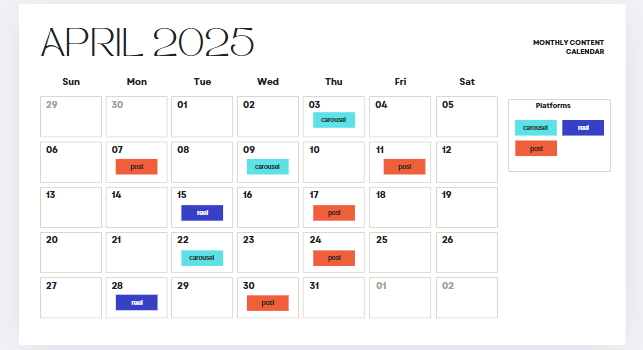 APRIL 2025
MONTHLY CONTENT
CALENDAR
Sun Mon Tue Wed Thu Fri Sat
29 30 01 02 03 04 05
carousel
06 07 08 09 10 11 12
post carousel post
13 14 15 16 17 18 19
reel post
20 21 22 23 24 25 26
carousel post
27 28 29 30 31 01 02
reel post
Platforms
carousel reel
post